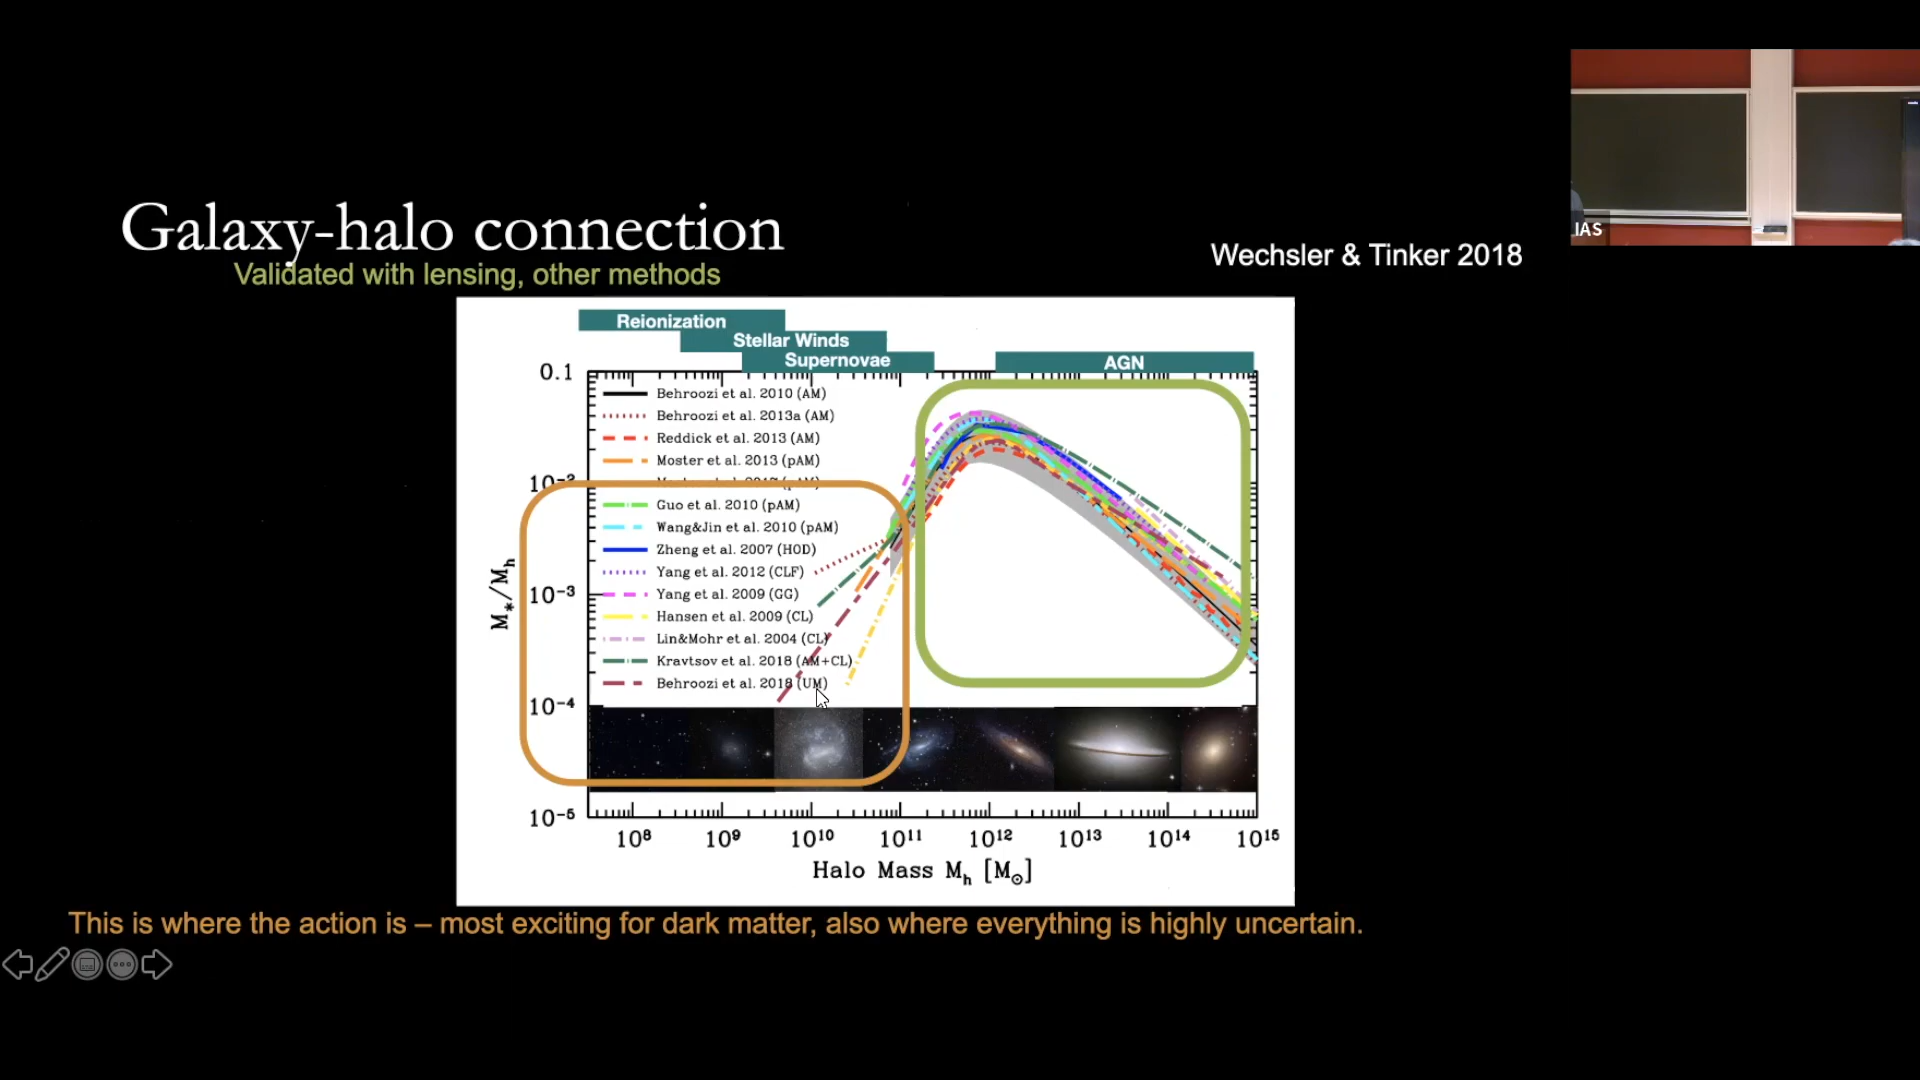 Galaxy-halo connection
Validated with lensing, other methods
Wechsler & Tinker 2018
IAS
Reionization
Stellar Winds
Supernovae
AGN
0.1
10⁻²
10⁻³
10⁻⁴
10⁻⁵
M*/Mh
Behroozi et al. 2010 (AM)
Behroozi et al. 2013a (AM)
Reddick et al. 2013 (AM)
Moster et al. 2013 (pAM)
Guo et al. 2010 (pAM)
Wang&Jin et al. 2010 (pAM)
Zheng et al. 2007 (HOD)
Yang et al. 2012 (CLF)
Yang et al. 2009 (GG)
Hansen et al. 2009 (CL)
Lin&Mohr et al. 2004 (CL)
Kravtsov et al. 2018 (AM+CL)
Behroozi et al. 2018 (UM)
10⁸ 10⁹ 10¹⁰ 10¹¹ 10¹² 10¹³ 10¹⁴ 10¹⁵
Halo Mass Mh [M⊙]
This is where the action is – most exciting for dark matter, also where everything is highly uncertain.